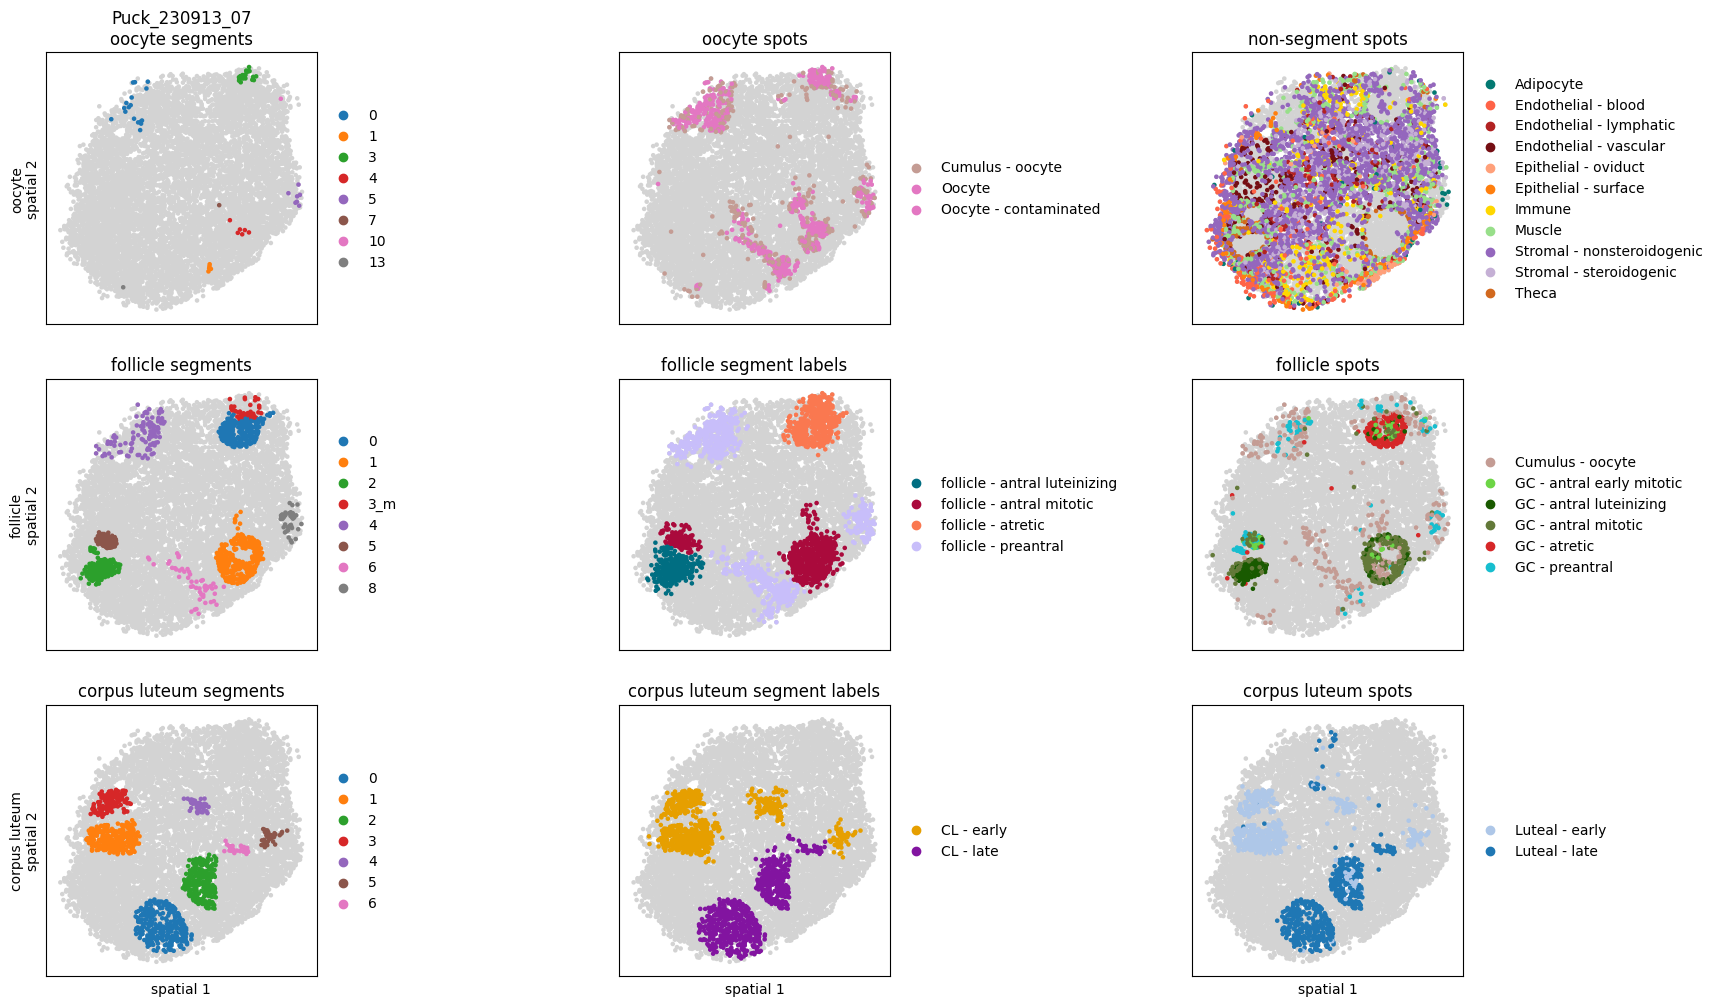 Puck_230913_07
oocyte segments
oocyte spots
non-segment spots
oocyte
spatial 2
0
1
3
4
5
7
10
13
Cumulus - oocyte
Oocyte
Oocyte - contaminated
Adipocyte
Endothelial - blood
Endothelial - lymphatic
Endothelial - vascular
Epithelial - oviduct
Epithelial - surface
Immune
Muscle
Stromal - nonsteroidogenic
Stromal - steroidogenic
Theca
follicle segments
follicle segment labels
follicle spots
follicle
spatial 2
0
1
2
3_m
4
5
6
8
follicle - antral luteinizing
follicle - antral mitotic
follicle - atretic
follicle - preantral
Cumulus - oocyte
GC - antral early mitotic
GC - antral luteinizing
GC - antral mitotic
GC - atretic
GC - preantral
corpus luteum segments
corpus luteum segment labels
corpus luteum spots
corpus luteum
spatial 2
0
1
2
3
4
5
6
CL - early
CL - late
Luteal - early
Luteal - late
spatial 1
spatial 1
spatial 1